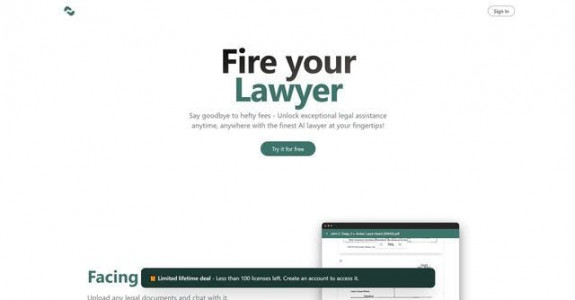 Sign In
Fire your
Lawyer
Say goodbye to hefty fees - Unlock exceptional legal assistance
anytime, anywhere with the finest AI lawyer at your fingertips!
Try it for free
Facing
Limited lifetime deal - Less than 100 licenses left. Create an account to access it.
Upload any legal documents and chat with it.